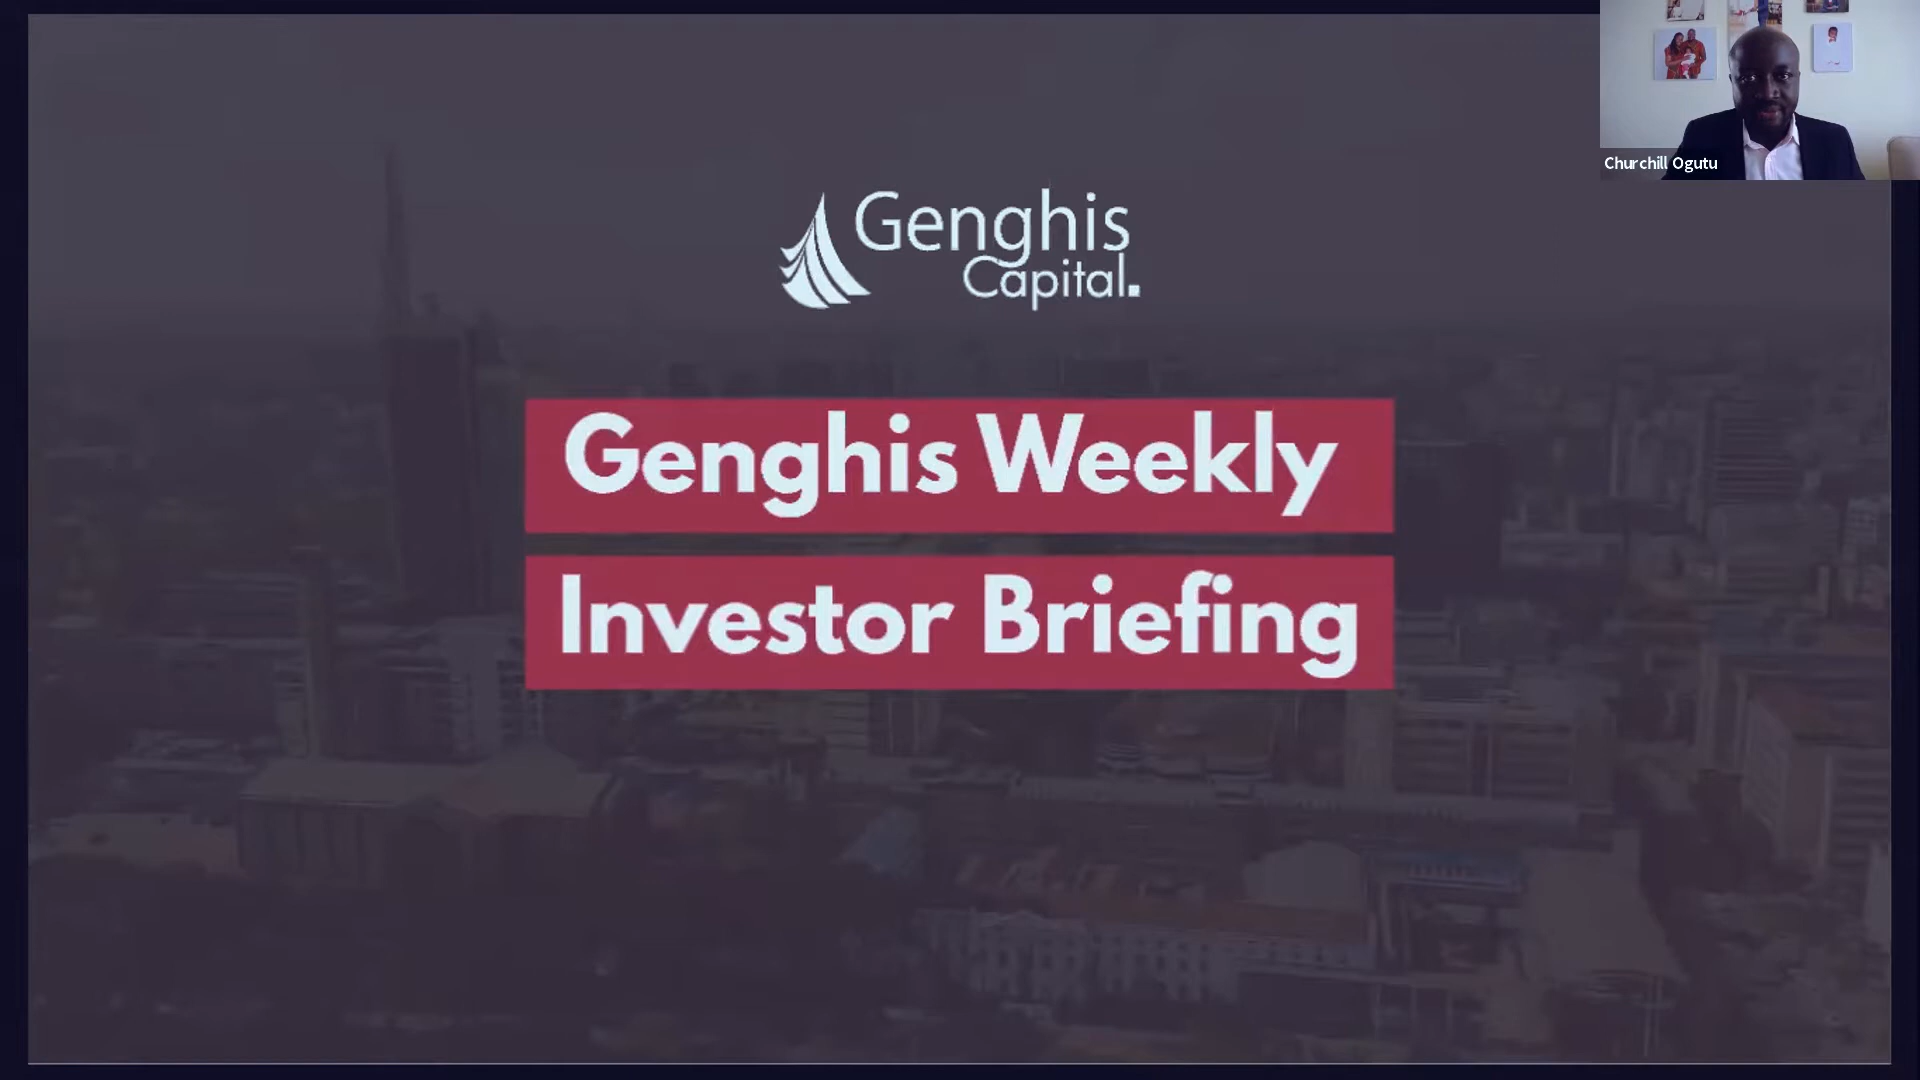 Genghis
Capital.
Genghis Weekly
Investor Briefing
Churchill Ogutu